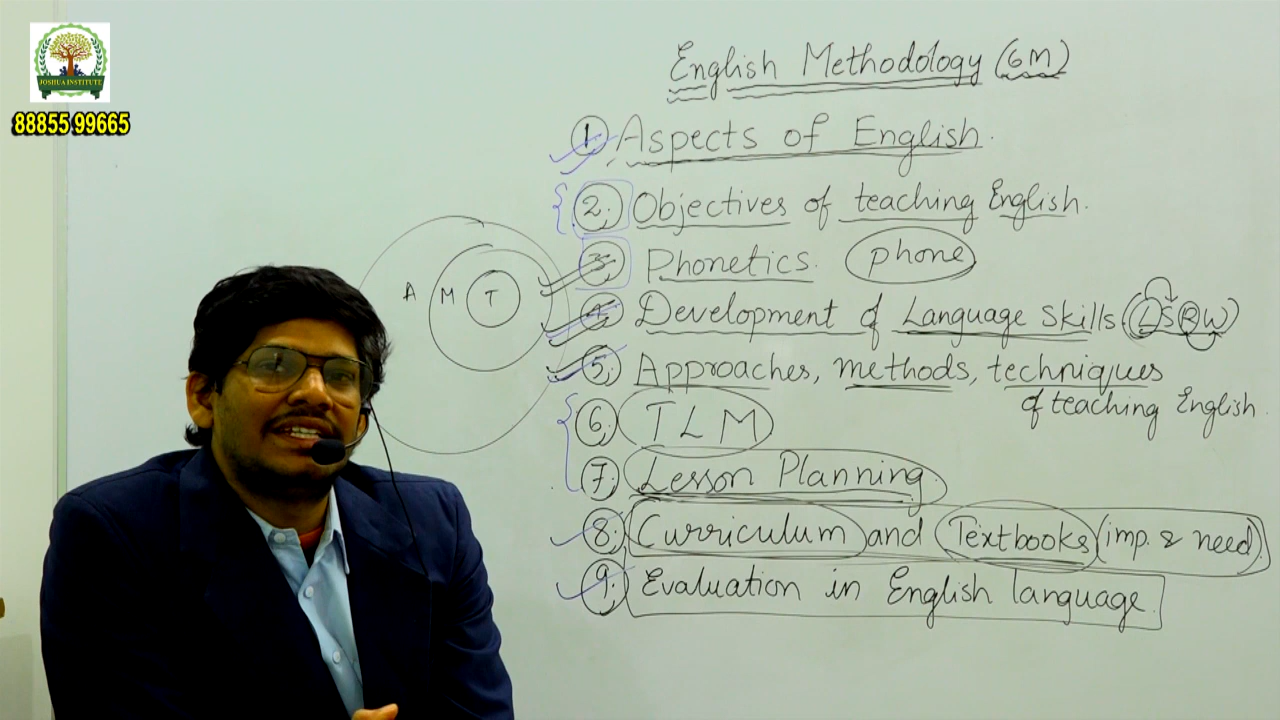 JOSHUA INSTITUTE
88855 99665
English Methodology (6M)
1 Aspects of English.
2. Objectives of teaching English.
3. Phonetics. phone
4. Development of Language Skills (LSRW)
5. Approaches, methods, techniques
of teaching English.
6. TLM
7. Lesson Planning
8. Curriculum and Textbooks (imp. & need)
9. Evaluation in English language.
A M T